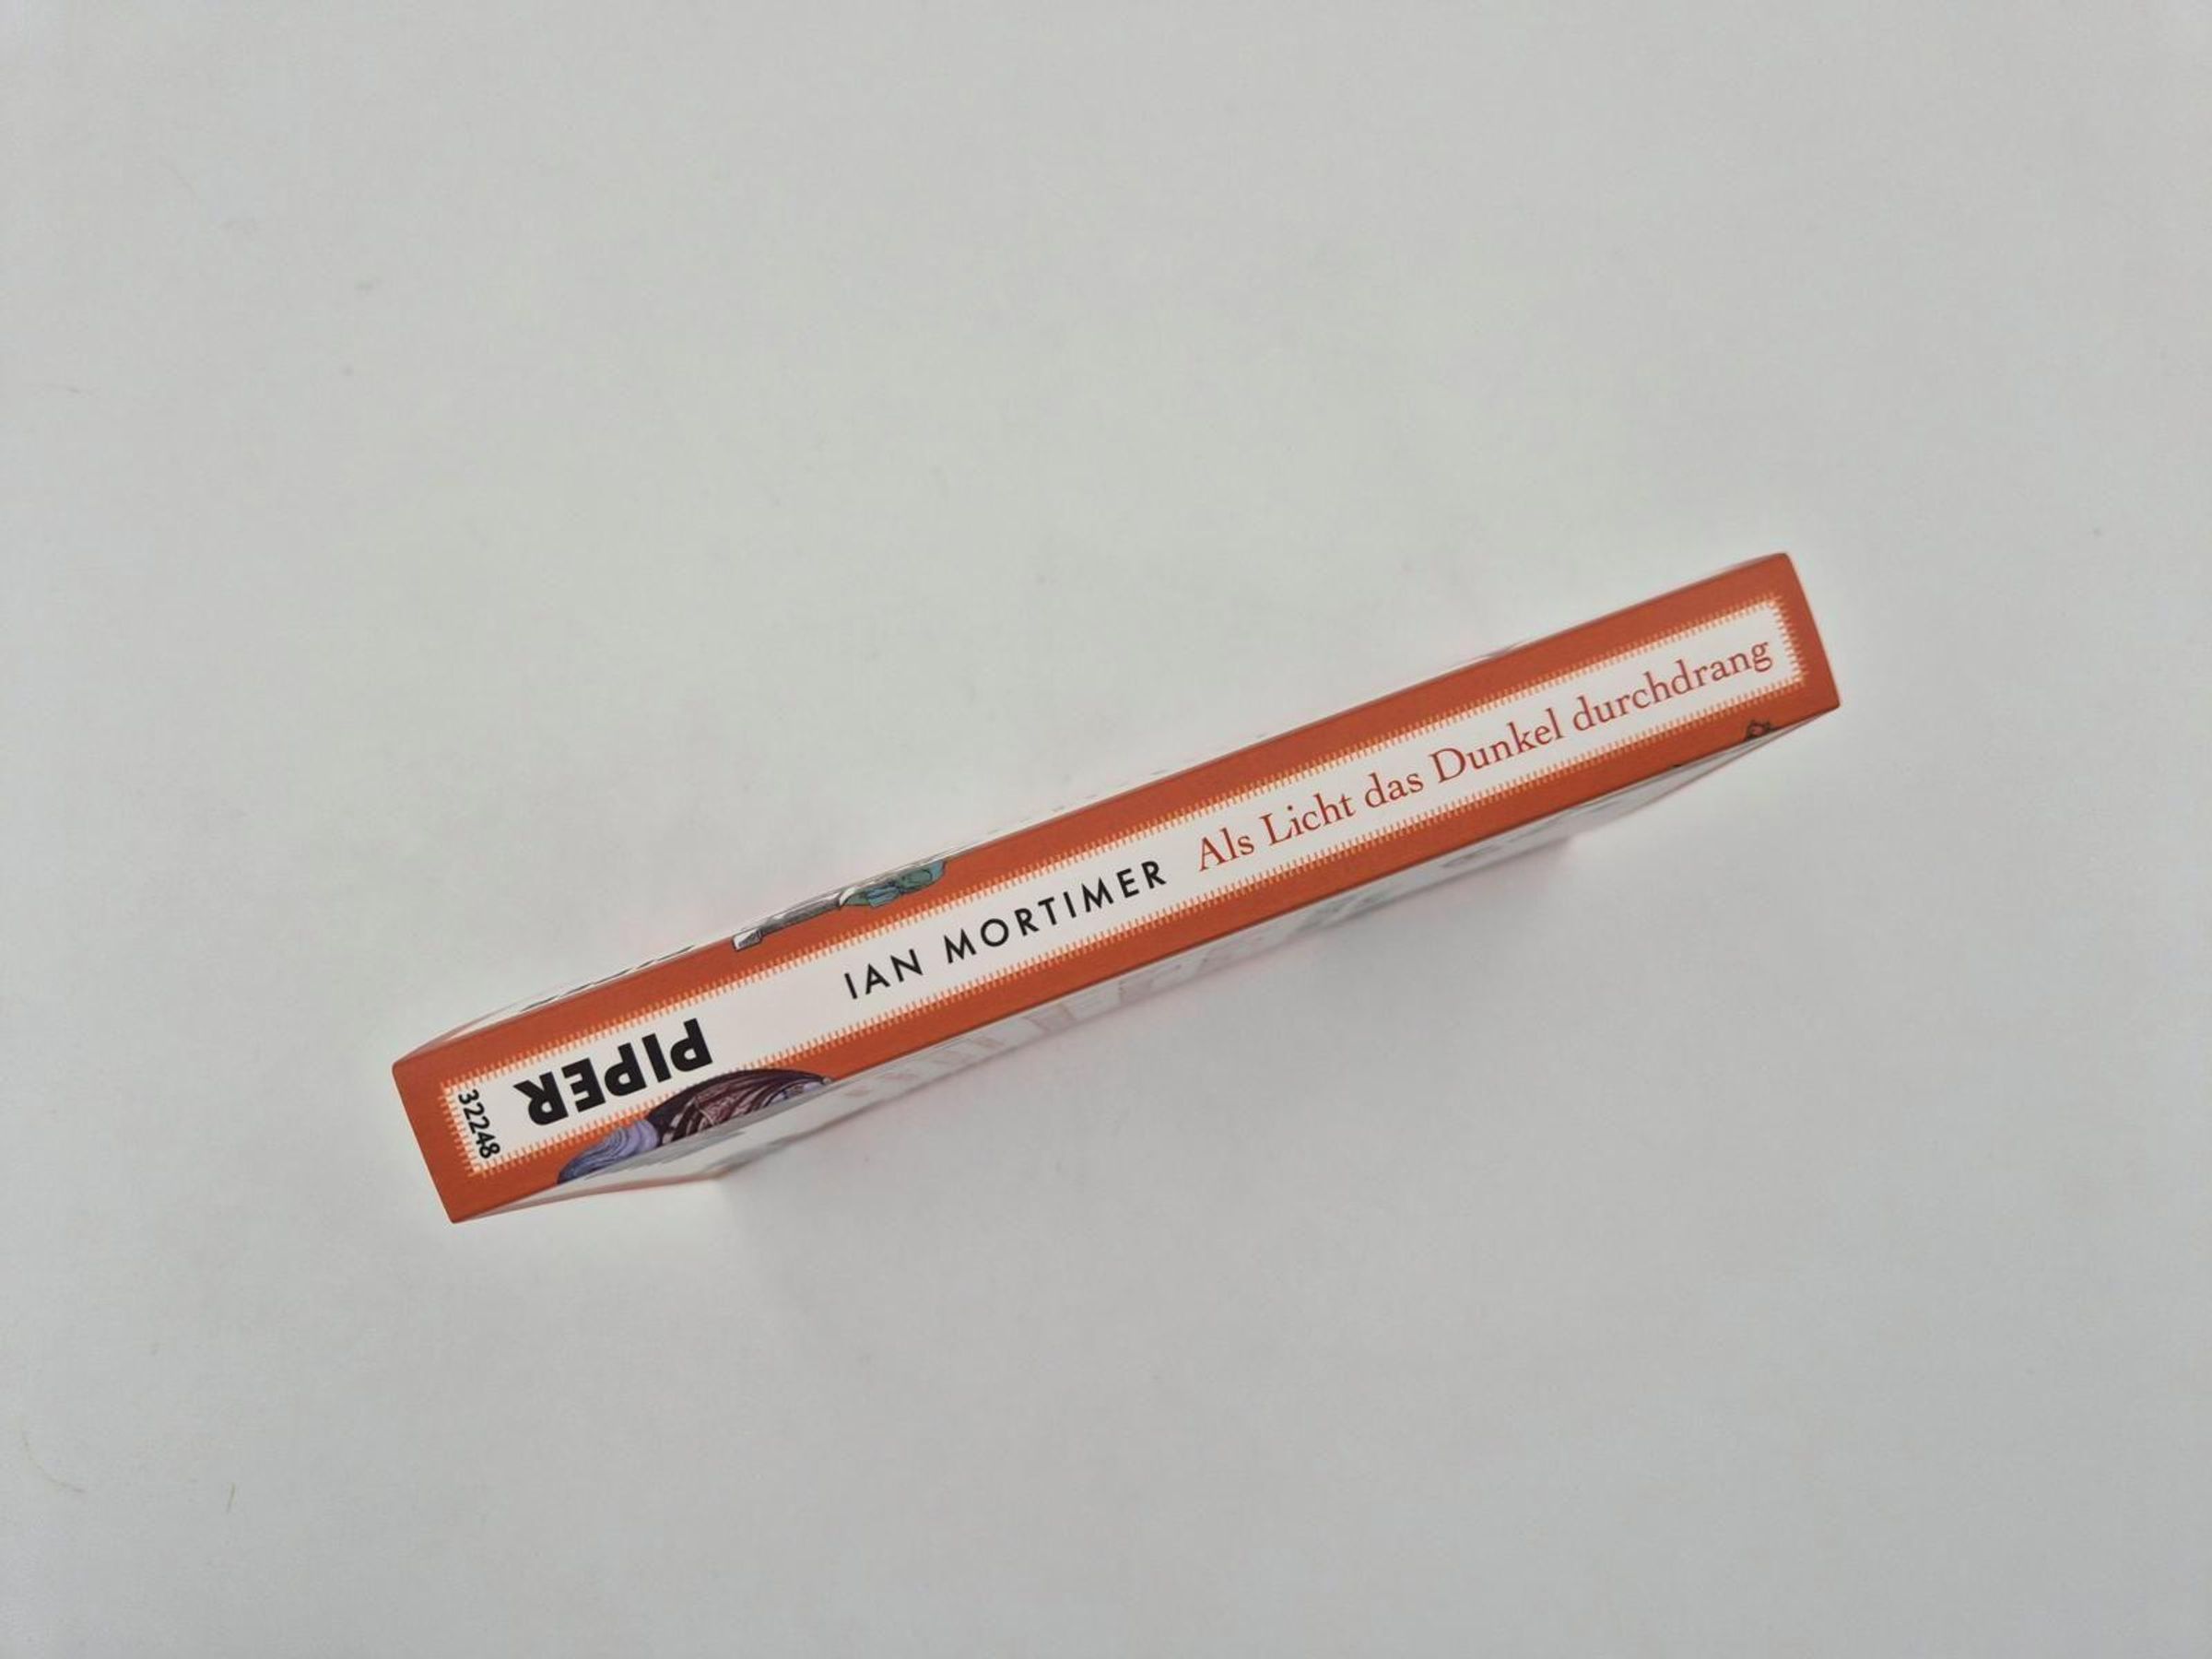 IAN MORTIMER Als Licht das Dunkel durchdrang
PIPER
32248